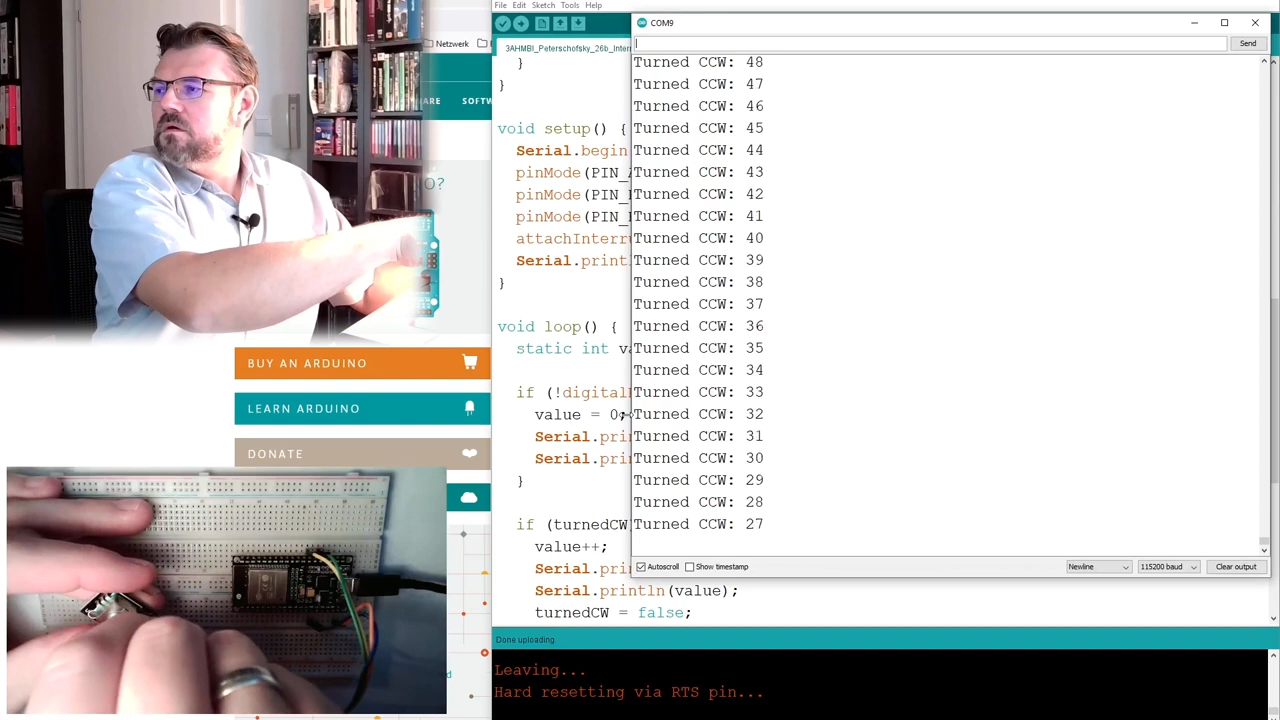 File Edit Sketch Tools Help
COM9
Send
Netzwerk
3AHMBI_Peterschofsky_26b_Inter
ARE SOFTW
O?
BUY AN ARDUINO
LEARN ARDUINO
DONATE
}
}
void setup() {
Serial.begin
pinMode(PIN_
pinMode(PIN_
pinMode(PIN_
attachInterr
Serial.print
}
void loop() {
static int va
if (!digital
value = 0;
Serial.pri
Serial.pri
}
if (turnedCW
value++;
Serial.pri
Serial.println(value);
turnedCW = false;
Turned CCW: 48
Turned CCW: 47
Turned CCW: 46
Turned CCW: 45
Turned CCW: 44
Turned CCW: 43
Turned CCW: 42
Turned CCW: 41
Turned CCW: 40
Turned CCW: 39
Turned CCW: 38
Turned CCW: 37
Turned CCW: 36
Turned CCW: 35
Turned CCW: 34
Turned CCW: 33
Turned CCW: 32
Turned CCW: 31
Turned CCW: 30
Turned CCW: 29
Turned CCW: 28
Turned CCW: 27
Autoscroll Show timestamp Newline 115200 baud Clear output
Done uploading.
Leaving...
Hard resetting via RTS pin...